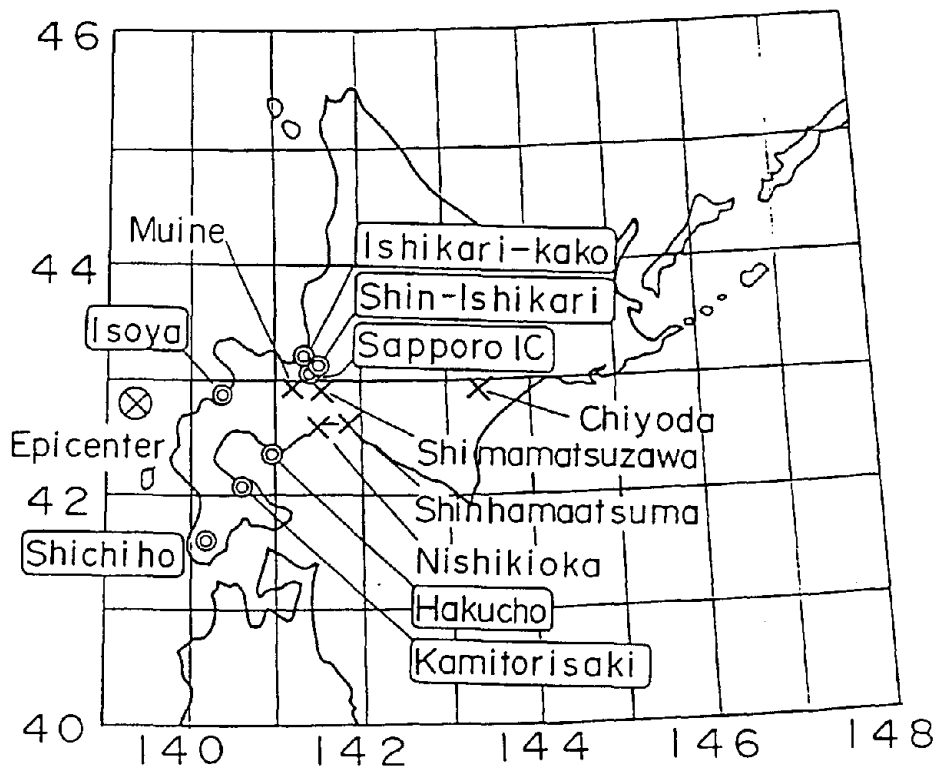 46
Muine
Ishikari-kako
44
Shin-Ishikari
Isoya
Sapporo IC
Chiyoda
Epicenter
Shimamatsuzawa
42
Shinhamaatsuma
Shichiho
Nishikioka
Hakucho
Kamitorisaki
40
140 142 144 146 148